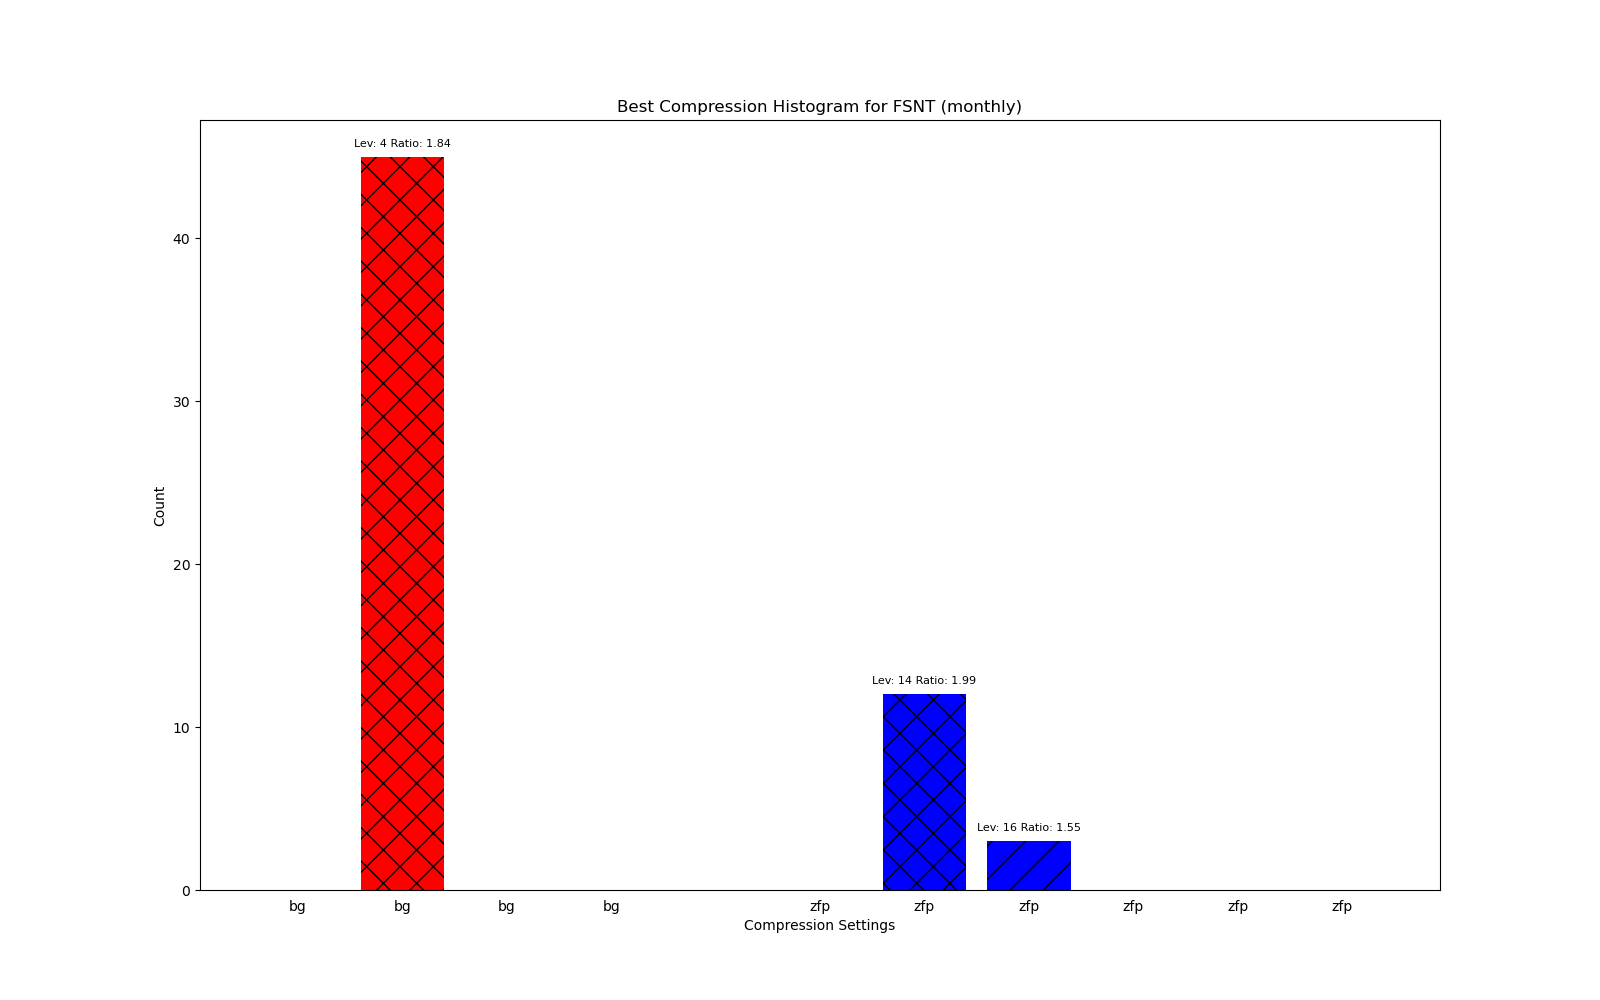 Best Compression Histogram for FSNT (monthly)
Lev: 4 Ratio: 1.84
40
30
Count
20
Lev: 14 Ratio: 1.99
10
Lev: 16 Ratio: 1.55
0
bg bg bg bg zfp zfp zfp zfp zfp zfp
Compression Settings